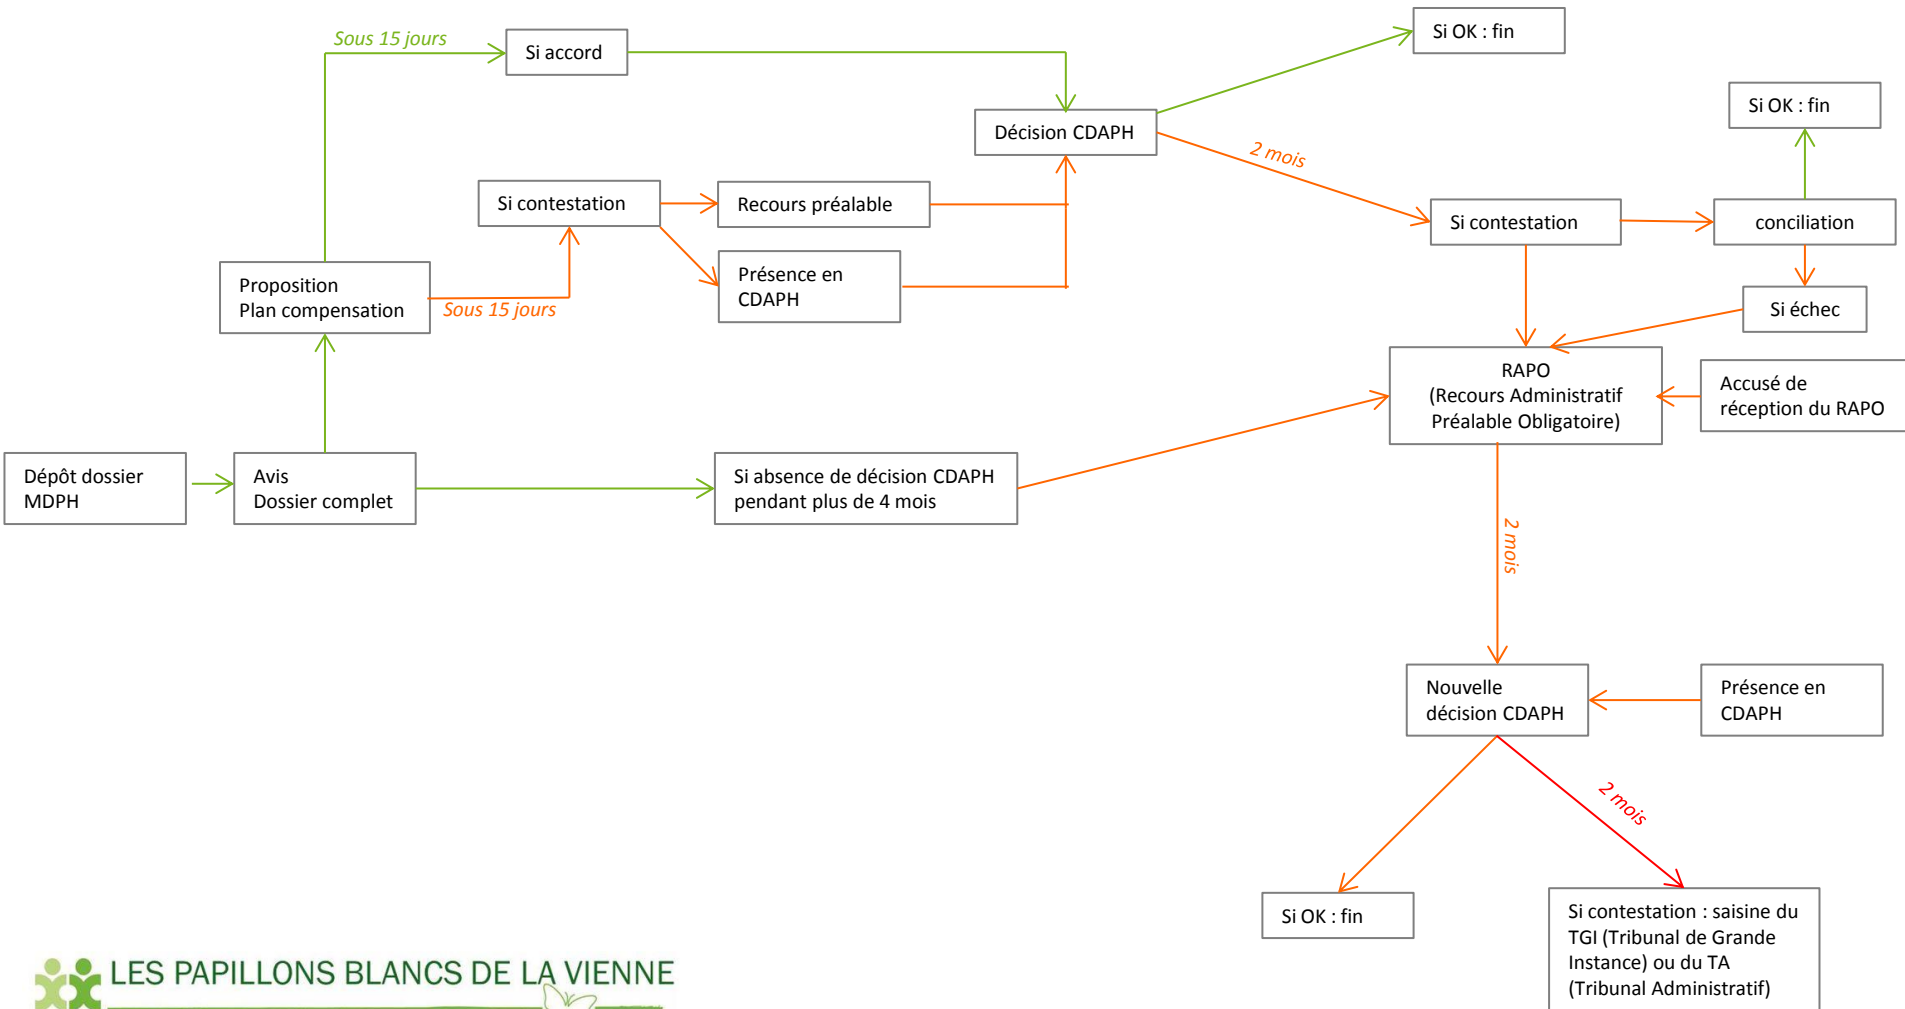 Sous 15 jours
Si accord
Si OK : fin
Si OK : fin
Décision CDAPH
2 mois
Si contestation
Recours préalable
Si contestation
conciliation
Présence en
CDAPH
Proposition
Plan compensation
Sous 15 jours
Si échec
RAPO
(Recours Administratif
Préalable Obligatoire)
Accusé de
réception du RAPO
Dépôt dossier
MDPH
Avis
Dossier complet
Si absence de décision CDAPH
pendant plus de 4 mois
2 mois
Nouvelle
décision CDAPH
Présence en
CDAPH
2 mois
Si OK : fin
Si contestation : saisine du
TGI (Tribunal de Grande
Instance) ou du TA
(Tribunal Administratif)
LES PAPILLONS BLANCS DE LA VIENNE